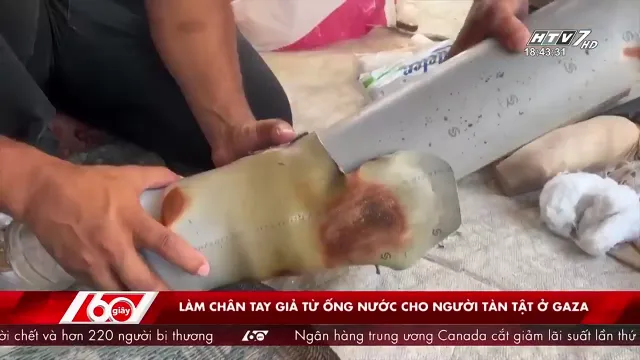 HTV7 HD
18:43:31
60 giây
LÀM CHÂN TAY GIẢ TỪ ỐNG NƯỚC CHO NGƯỜI TÀN TẬT Ở GAZA
ời chết và hơn 220 người bị thương 60 giây Ngân hàng trung ương Canada cắt giảm lãi suất lần thứ